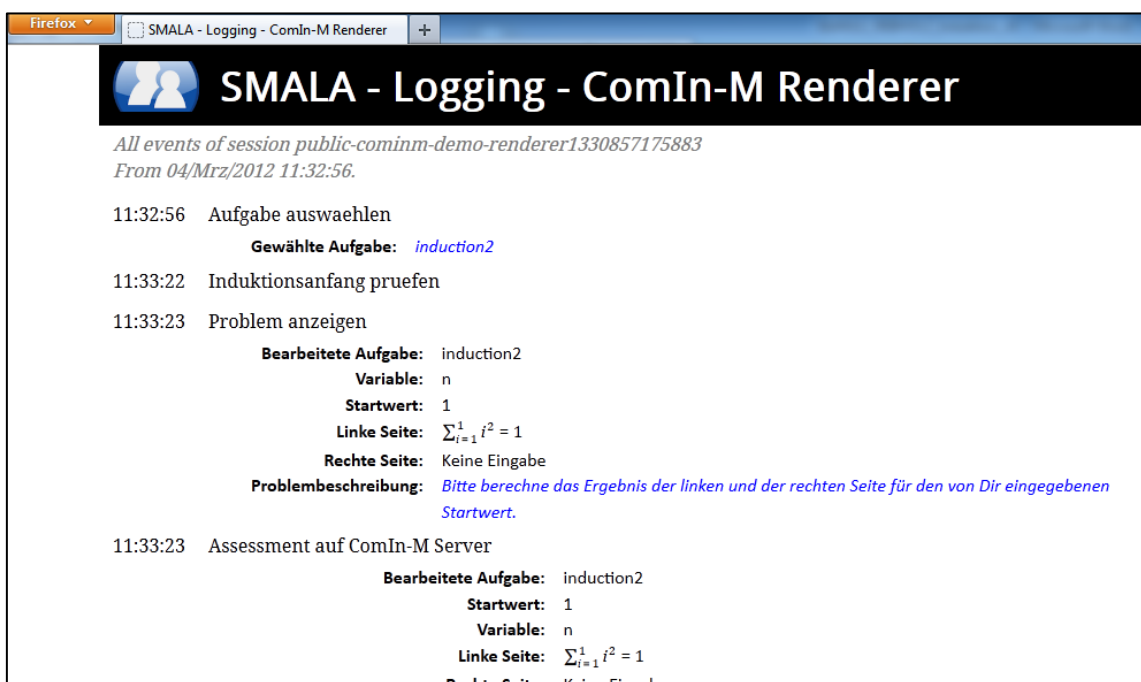 Firefox
SMALA - Logging - ComIn-M Renderer
SMALA - Logging - ComIn-M Renderer
All events of session public-cominm-demo-renderer1330857175883
From 04/Mrz/2012 11:32:56.
11:32:56 Aufgabe auswaehlen
Gewählte Aufgabe: induction2
11:33:22 Induktionsanfang pruefen
11:33:23 Problem anzeigen
Bearbeitete Aufgabe: induction2
Variable: n
Startwert: 1
Linke Seite: ∑_{i=1}^{1} i² = 1
Rechte Seite: Keine Eingabe
Problembeschreibung: Bitte berechne das Ergebnis der linken und der rechten Seite für den von Dir eingegebenen
Startwert.
11:33:23 Assessment auf ComIn-M Server
Bearbeitete Aufgabe: induction2
Startwert: 1
Variable: n
Linke Seite: ∑_{i=1}^{1} i² = 1